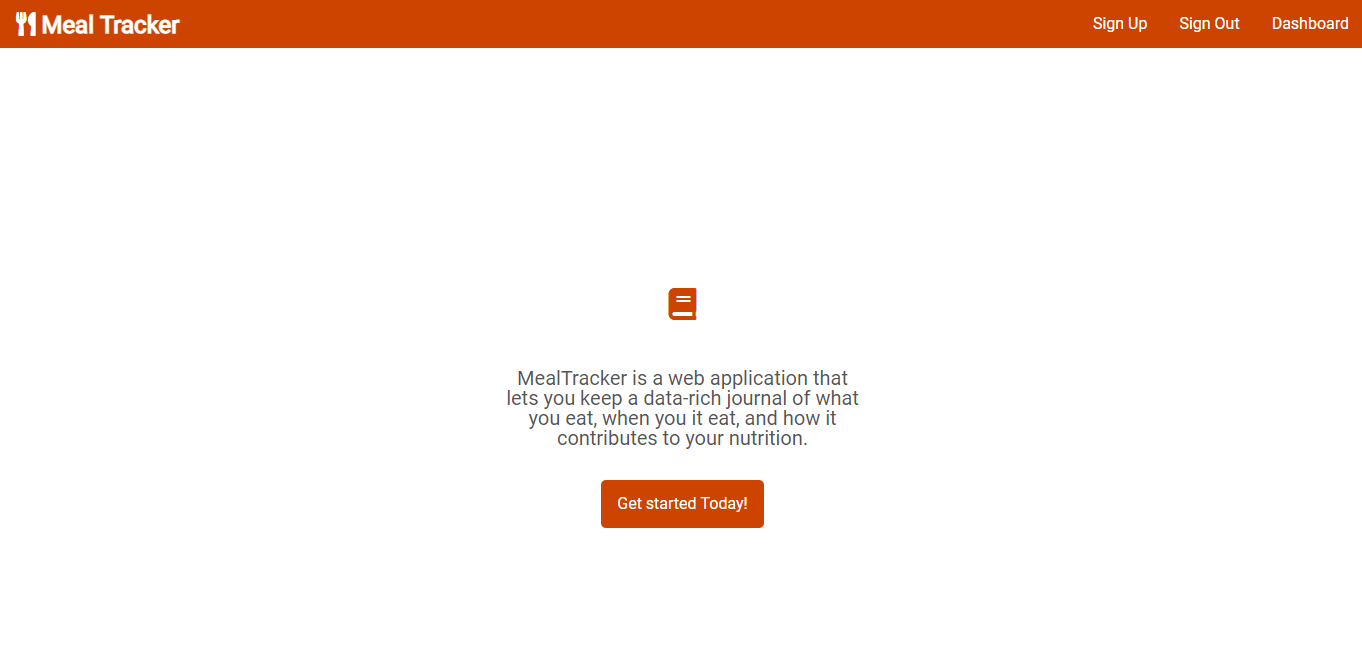 Meal Tracker
Sign Up
Sign Out
Dashboard
MealTracker is a web application that
lets you keep a data-rich journal of what
you eat, when you it eat, and how it
contributes to your nutrition.
Get started Today!